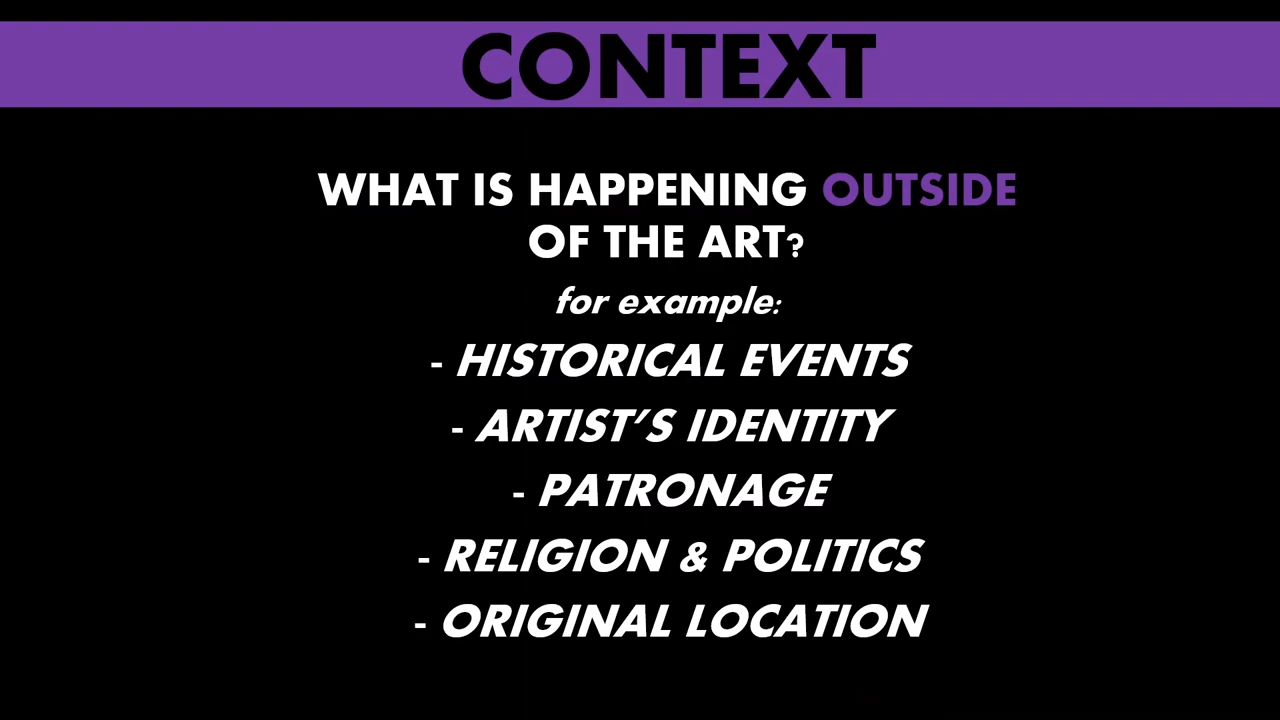 CONTEXT
WHAT IS HAPPENING OUTSIDE
OF THE ART?
for example:
- HISTORICAL EVENTS
- ARTIST’S IDENTITY
- PATRONAGE
- RELIGION & POLITICS
- ORIGINAL LOCATION